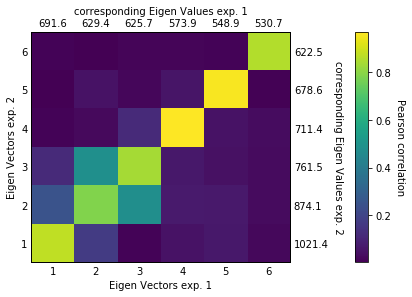 corresponding Eigen Values exp. 1
691.6 629.4 625.7 573.9 548.9 530.7
6 622.5
5 678.6
4 711.4
3 761.5
2 874.1
1 1021.4
1 2 3 4 5 6
Eigen Vectors exp. 1
Eigen Vectors exp. 2
corresponding Eigen Values exp. 2
0.8
0.6
0.4
0.2
Pearson correlation